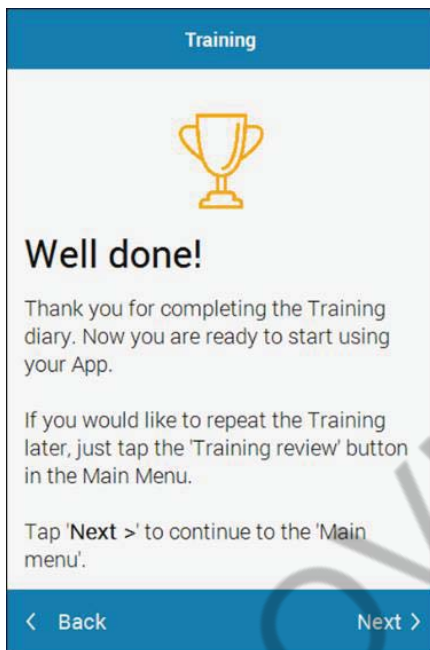 Training
Well done!
Thank you for completing the Training
diary. Now you are ready to start using
your App.
If you would like to repeat the Training
later, just tap the 'Training review' button
in the Main Menu.
Tap 'Next >' to continue to the 'Main
menu'.
< Back
Next >